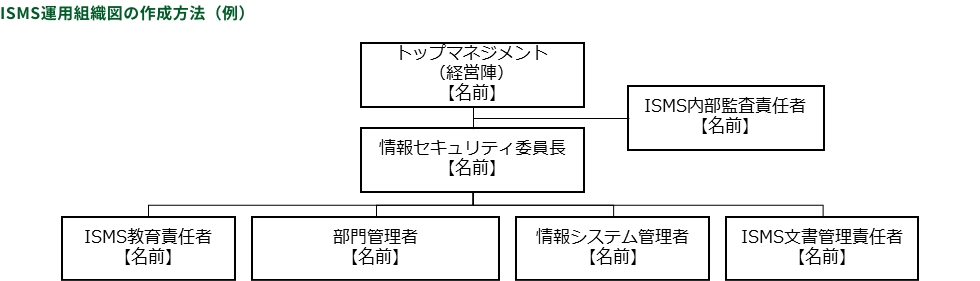 ISMS運用組織図の作成方法（例）
トップマネジメント
（経営陣）
【名前】
ISMS内部監査責任者
【名前】
情報セキュリティ委員長
【名前】
ISMS教育責任者
【名前】
部門管理者
【名前】
情報システム管理者
【名前】
ISMS文書管理責任者
【名前】